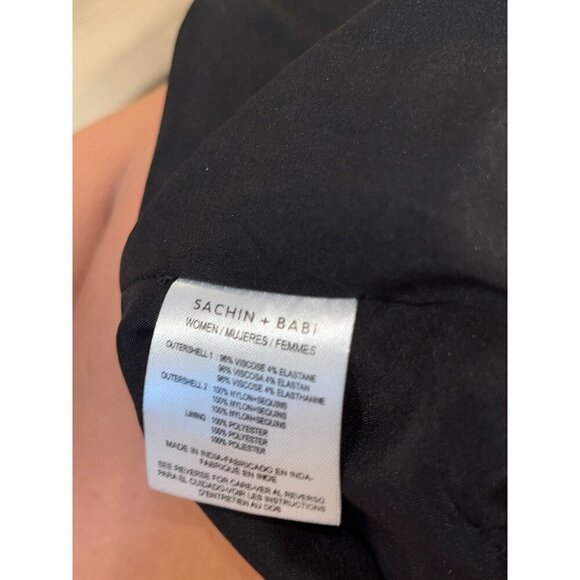 SACHIN + BABI
WOMEN / MUJERES / FEMMES
OUTERSHELL 1 : 96% VISCOSE 4% ELASTANE
96% VISCOSA 4% ELASTAN
96% VISCOSE 4% ELASTHANNE
OUTERSHELL 2 : 100% NYLON+SEQUINS
100% NYLON+SEQUINS
100% NYLON+SEQUINS
LINING : 100% POLYESTER
100% POLYESTER
100% POLIESTER
MADE IN INDIA-FABRICADO EN INDA-
FABRIQUE EN INDE
SEE REVERSE FOR CARE-VER AL REVERSO
PARA EL CUIDADO-VOIR LES INSTRUCTIONS
D'ENTRETIEN AU DOS